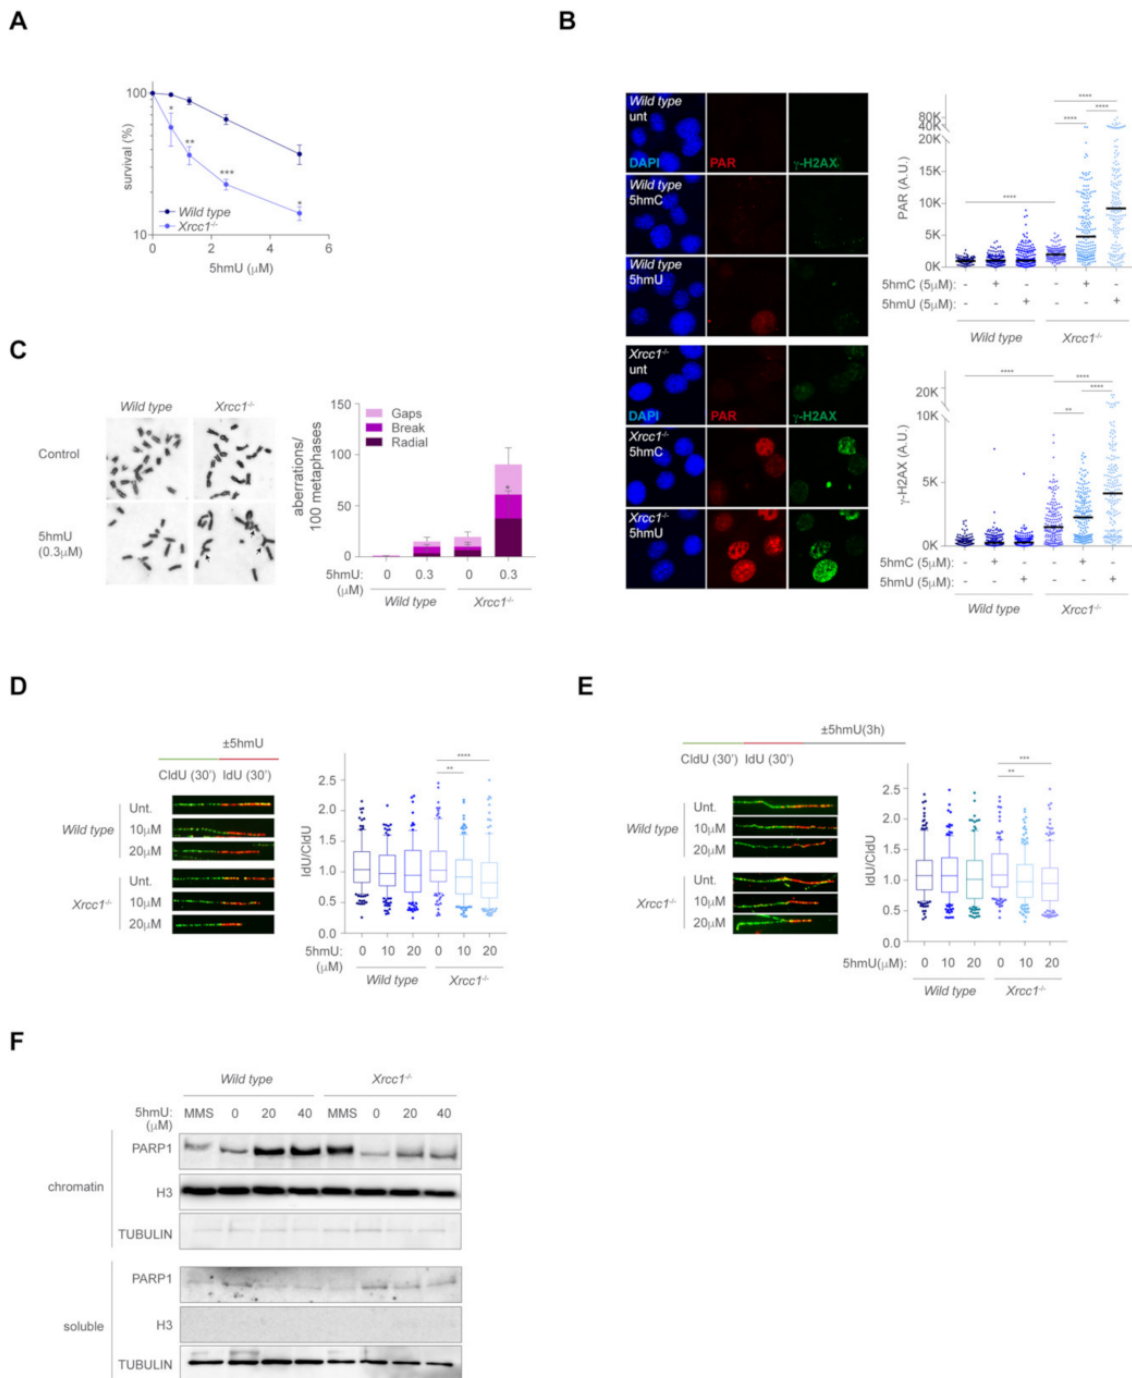 A
100
10
survival (%)
Wild type
Xrcc1-/-
*
**
***
*
0
2
4
6
5hmU (μM)
B
Wild type
unt
DAPI
PAR
γ-H2AX
Wild type
5hmC
Wild type
5hmU
Xrcc1-/-
unt
DAPI
PAR
γ-H2AX
Xrcc1-/-
5hmC
Xrcc1-/-
5hmU
****
****
****
****
80K
40K
20K
15K
10K
5K
0K
PAR (A.U.)
5hmC (5μM): - + - - + -
5hmU (5μM): - - + - - +
Wild type
Xrcc1-/-
****
****
****
**
20K
10K
5K
0K
γ-H2AX (A.U.)
5hmC (5μM): - + - - + -
5hmU (5μM): - - + - - +
Wild type
Xrcc1-/-
C
Wild type
Xrcc1-/-
Control
5hmU
(0.3μM)
150
100
50
0
aberrations/
100 metaphases
Gaps
Break
Radial
*
5hmU: 0 0.3 0 0.3
(μM)
Wild type
Xrcc1-/-
D
±5hmU
CldU (30')
IdU (30')
Wild type
Unt.
10μM
20μM
Xrcc1-/-
Unt.
10μM
20μM
****
**
2.5
2.0
1.5
1.0
0.5
0.0
IdU/CldU
5hmU: 0 10 20 0 10 20
(μM)
Wild type
Xrcc1-/-
E
±5hmU(3h)
CldU (30')
IdU (30')
Wild type
Unt.
10μM
20μM
Xrcc1-/-
Unt.
10μM
20μM
***
**
2.5
2.0
1.5
1.0
0.5
0.0
IdU/CldU
5hmU(μM): 0 10 20 0 10 20
Wild type
Xrcc1-/-
F
Wild type
Xrcc1-/-
5hmU: MMS 0 20 40 MMS 0 20 40
(μM)
chromatin
PARP1
H3
TUBULIN
soluble
PARP1
H3
TUBULIN